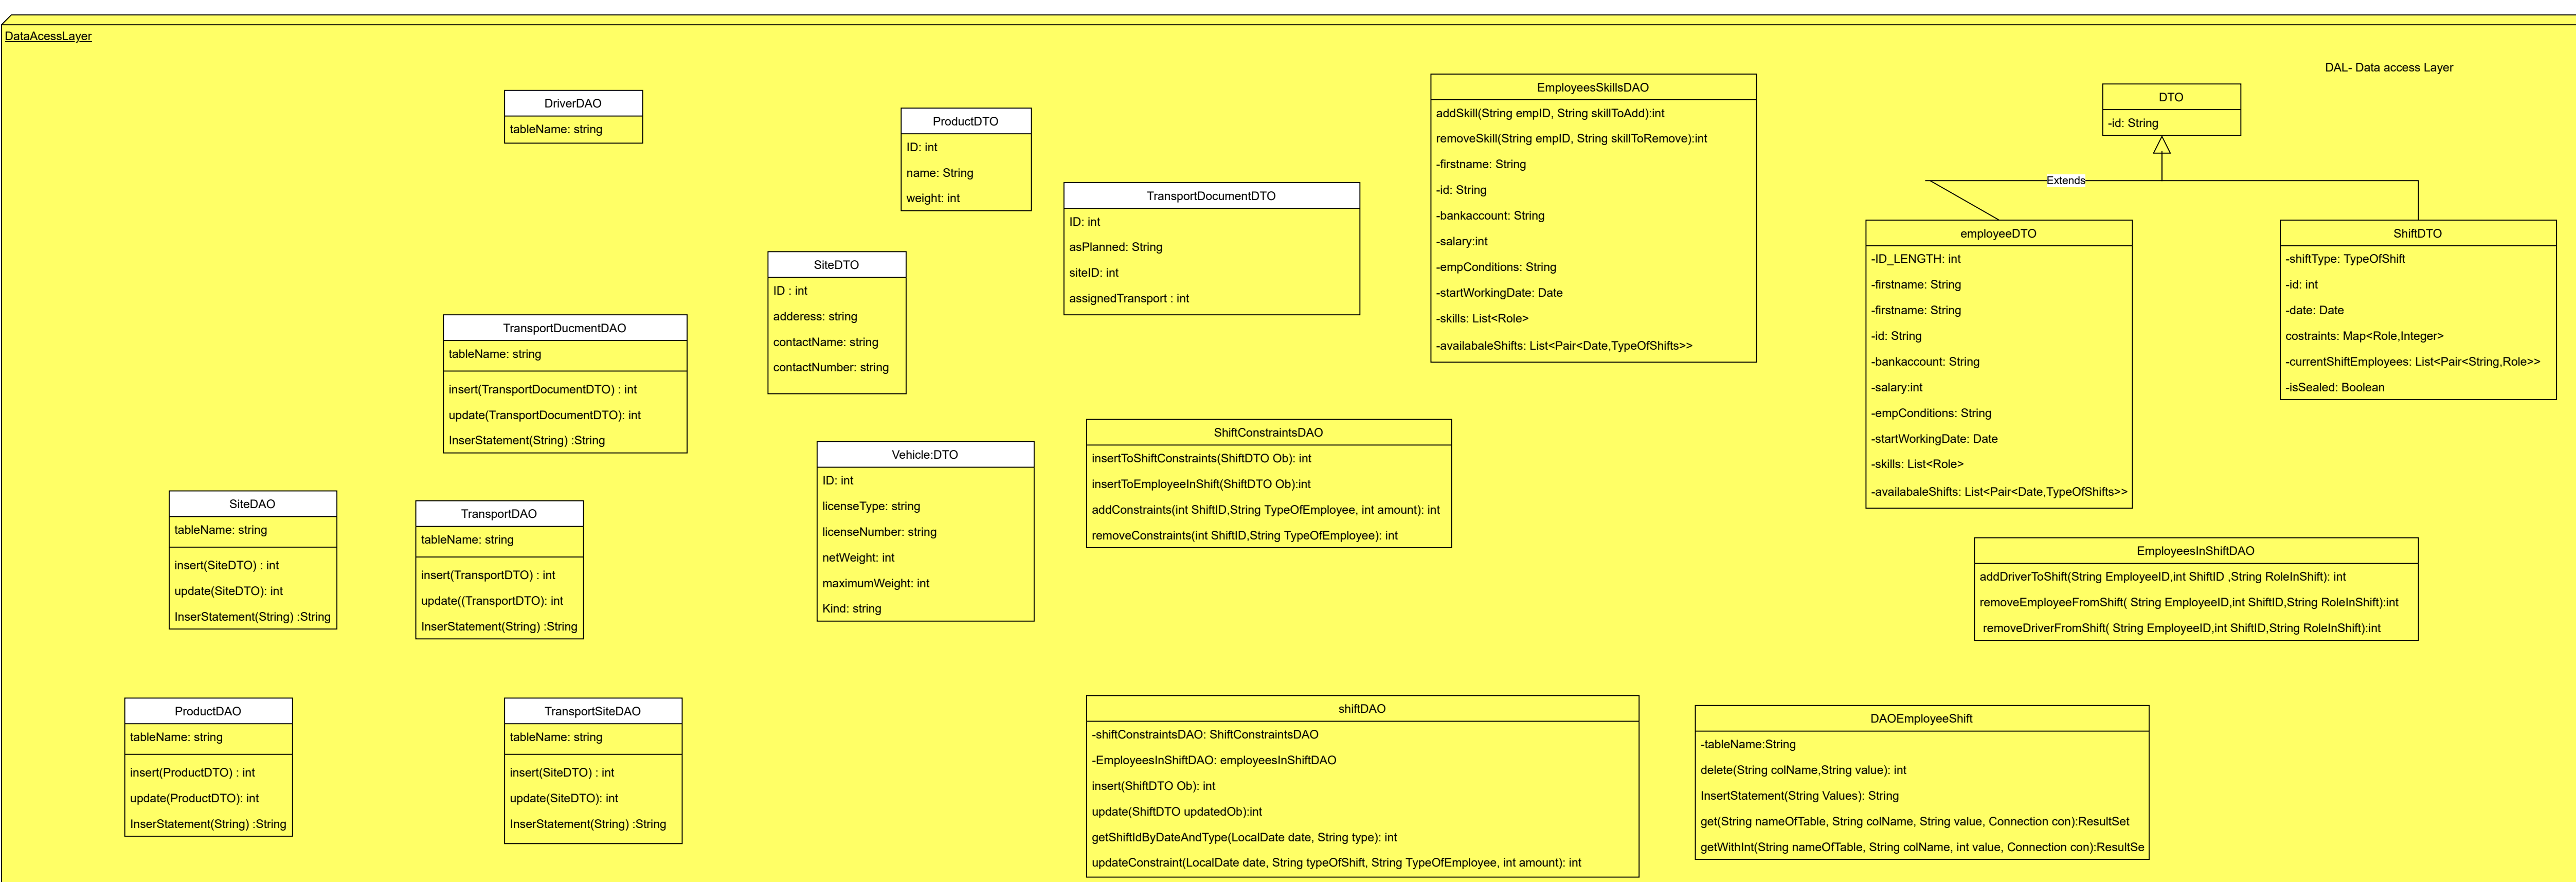 DataAcessLayer
DAL- Data access Layer
DriverDAO
tableName: string
ProductDTO
ID: int
name: String
weight: int
EmployeesSkillsDAO
addSkill(String empID, String skillToAdd):int
removeSkill(String empID, String skillToRemove):int
-firstname: String
-id: String
-bankaccount: String
-salary:int
-empConditions: String
-startWorkingDate: Date
-skills: List<Role>
-availabaleShifts: List<Pair<Date,TypeOfShifts>>
DTO
-id: String
Extends
TransportDocumentDTO
ID: int
asPlanned: String
siteID: int
assignedTransport : int
employeeDTO
-ID_LENGTH: int
-firstname: String
-firstname: String
-id: String
-bankaccount: String
-salary:int
-empConditions: String
-startWorkingDate: Date
-skills: List<Role>
-availabaleShifts: List<Pair<Date,TypeOfShifts>>
ShiftDTO
-shiftType: TypeOfShift
-id: int
-date: Date
costraints: Map<Role,Integer>
-currentShiftEmployees: List<Pair<String,Role>>
-isSealed: Boolean
SiteDTO
ID : int
adderess: string
contactName: string
contactNumber: string
TransportDucmentDAO
tableName: string
insert(TransportDocumentDTO) : int
update(TransportDocumentDTO): int
InserStatement(String) :String
Vehicle:DTO
ID: int
licenseType: string
licenseNumber: string
netWeight: int
maximumWeight: int
Kind: string
ShiftConstraintsDAO
insertToShiftConstraints(ShiftDTO Ob): int
insertToEmployeeInShift(ShiftDTO Ob):int
addConstraints(int ShiftID,String TypeOfEmployee, int amount): int
removeConstraints(int ShiftID,String TypeOfEmployee): int
SiteDAO
tableName: string
insert(SiteDTO) : int
update(SiteDTO): int
InserStatement(String) :String
TransportDAO
tableName: string
insert(TransportDTO) : int
update((TransportDTO): int
InserStatement(String) :String
EmployeesInShiftDAO
addDriverToShift(String EmployeeID,int ShiftID ,String RoleInShift): int
removeEmployeeFromShift( String EmployeeID,int ShiftID,String RoleInShift):int
removeDriverFromShift( String EmployeeID,int ShiftID,String RoleInShift):int
ProductDAO
tableName: string
insert(ProductDTO) : int
update(ProductDTO): int
InserStatement(String) :String
TransportSiteDAO
tableName: string
insert(SiteDTO) : int
update(SiteDTO): int
InserStatement(String) :String
shiftDAO
-shiftConstraintsDAO: ShiftConstraintsDAO
-EmployeesInShiftDAO: employeesInShiftDAO
insert(ShiftDTO Ob): int
update(ShiftDTO updatedOb):int
getShiftIdByDateAndType(LocalDate date, String type): int
updateConstraint(LocalDate date, String typeOfShift, String TypeOfEmployee, int amount): int
DAOEmployeeShift
-tableName:String
delete(String colName,String value): int
InsertStatement(String Values): String
get(String nameOfTable, String colName, String value, Connection con):ResultSet
getWithInt(String nameOfTable, String colName, int value, Connection con):ResultSe